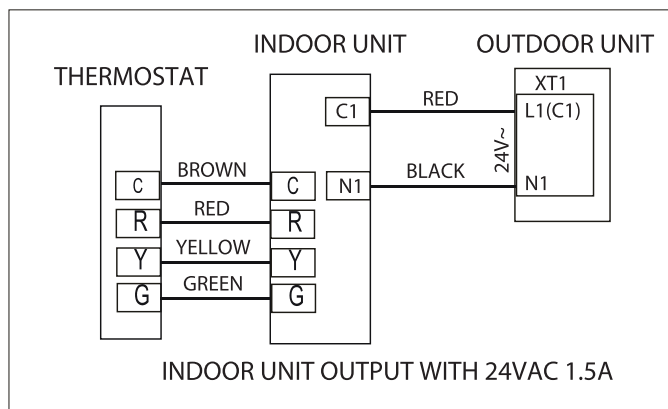 INDOOR UNIT
OUTDOOR UNIT
THERMOSTAT
XT1
C1
RED
L1(C1)
24V~
BROWN
C
C
N1
BLACK
N1
RED
R
R
YELLOW
Y
Y
GREEN
G
G
INDOOR UNIT OUTPUT WITH 24VAC 1.5A